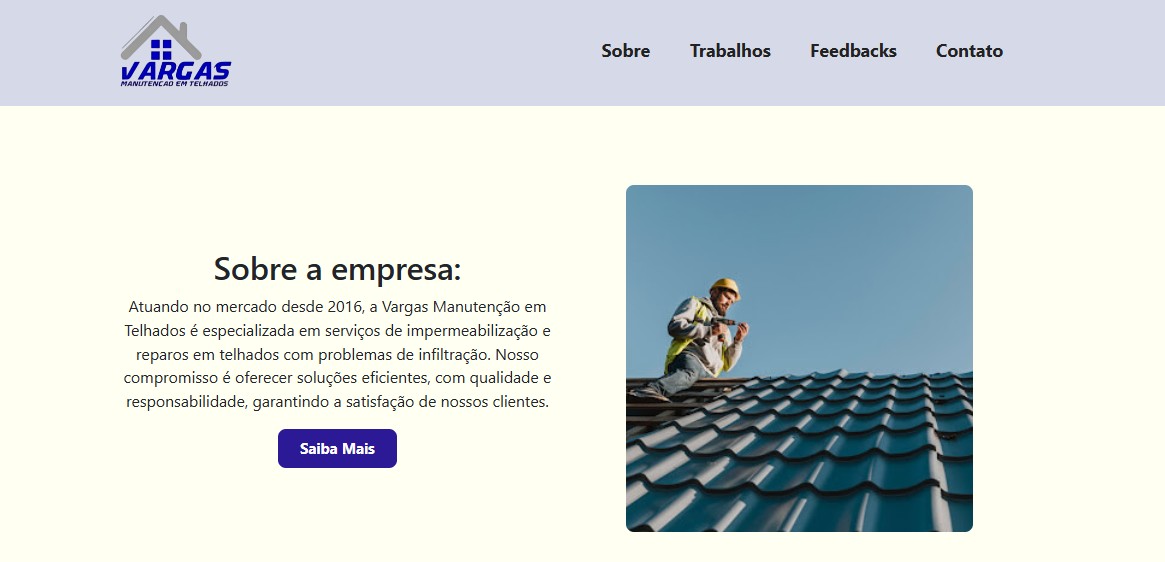 VARGAS
MANUTENCAO EM TELHADOS
Sobre Trabalhos Feedbacks Contato
Sobre a empresa:
Atuando no mercado desde 2016, a Vargas Manutenção em
Telhados é especializada em serviços de impermeabilização e
reparos em telhados com problemas de infiltração. Nosso
compromisso é oferecer soluções eficientes, com qualidade e
responsabilidade, garantindo a satisfação de nossos clientes.
Saiba Mais